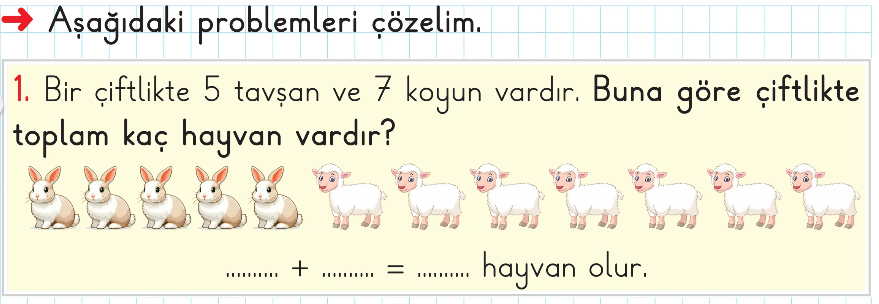 Aşağıdaki problemleri çözelim.
1. Bir çiftlikte 5 tavşan ve 7 koyun vardır. Buna göre çiftlikte
toplam kaç hayvan vardır?
.......... + .......... = .......... hayvan olur.